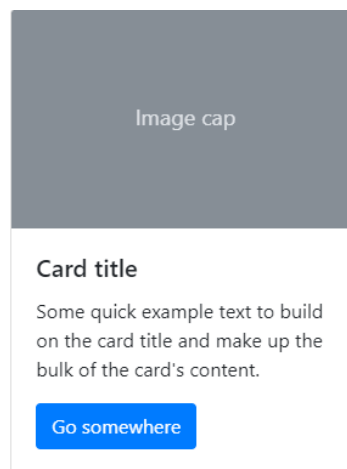 Image cap
Card title
Some quick example text to build
on the card title and make up the
bulk of the card's content.
Go somewhere